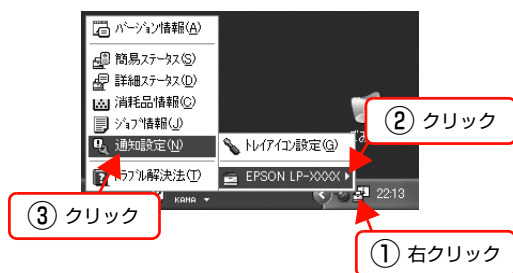 バージョン情報(A)
簡易ステータス(S)
詳細ステータス(D)
消耗品情報(C)
ジョブ情報(J)
通知設定(N)
トラブル解決法(T)
トレイアイコン設定(G)
EPSON LP-XXXX
② クリック
③ クリック
KANA
22:13
① 右クリック